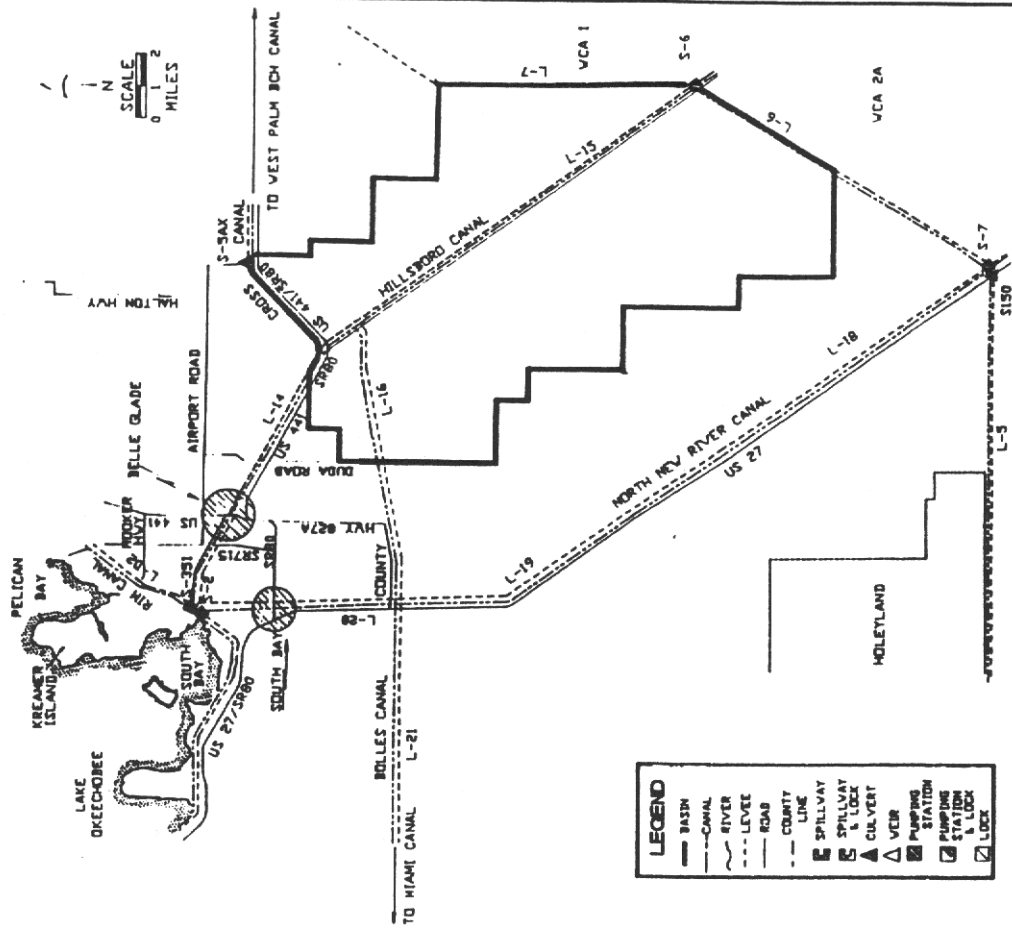 PELICAN
BAY
KREAMER
ISLAND
LAKE
OKEECHOBEE
RIM CANAL
L-D2
HWY
US 441
BELLE GLADE
AIRPORT ROAD
HALTON HWY
S-5AX
CANAL
TO WEST PALM BCH CANAL
N
SCALE
0 1 2
MILES
SOUTH
BAY
US 27/SR80
SOUTH BAY
SR715
SR80
L-14
US 441
CROSS
US 441/SR80
SR80
DUDA ROAD
HWY 827A
COUNTY
L-20
L-16
BOLLES CANAL
L-21
TO MIAMI CANAL
HILLSBORO CANAL
L-15
L-7
WCA 1
S-6
L-6
WCA 2A
L-19
NORTH NEW RIVER CANAL
US 27
L-18
S-7
S150
L-5
HOLEYLAND
LEGEND
BASIN
CANAL
RIVER
LEVEE
ROAD
COUNTY
LINE
SPILLWAY
SPILLWAY
& LOCK
CULVERT
WEIR
PUMPING
STATION
PUMPING
STATION
& LOCK
LOCK